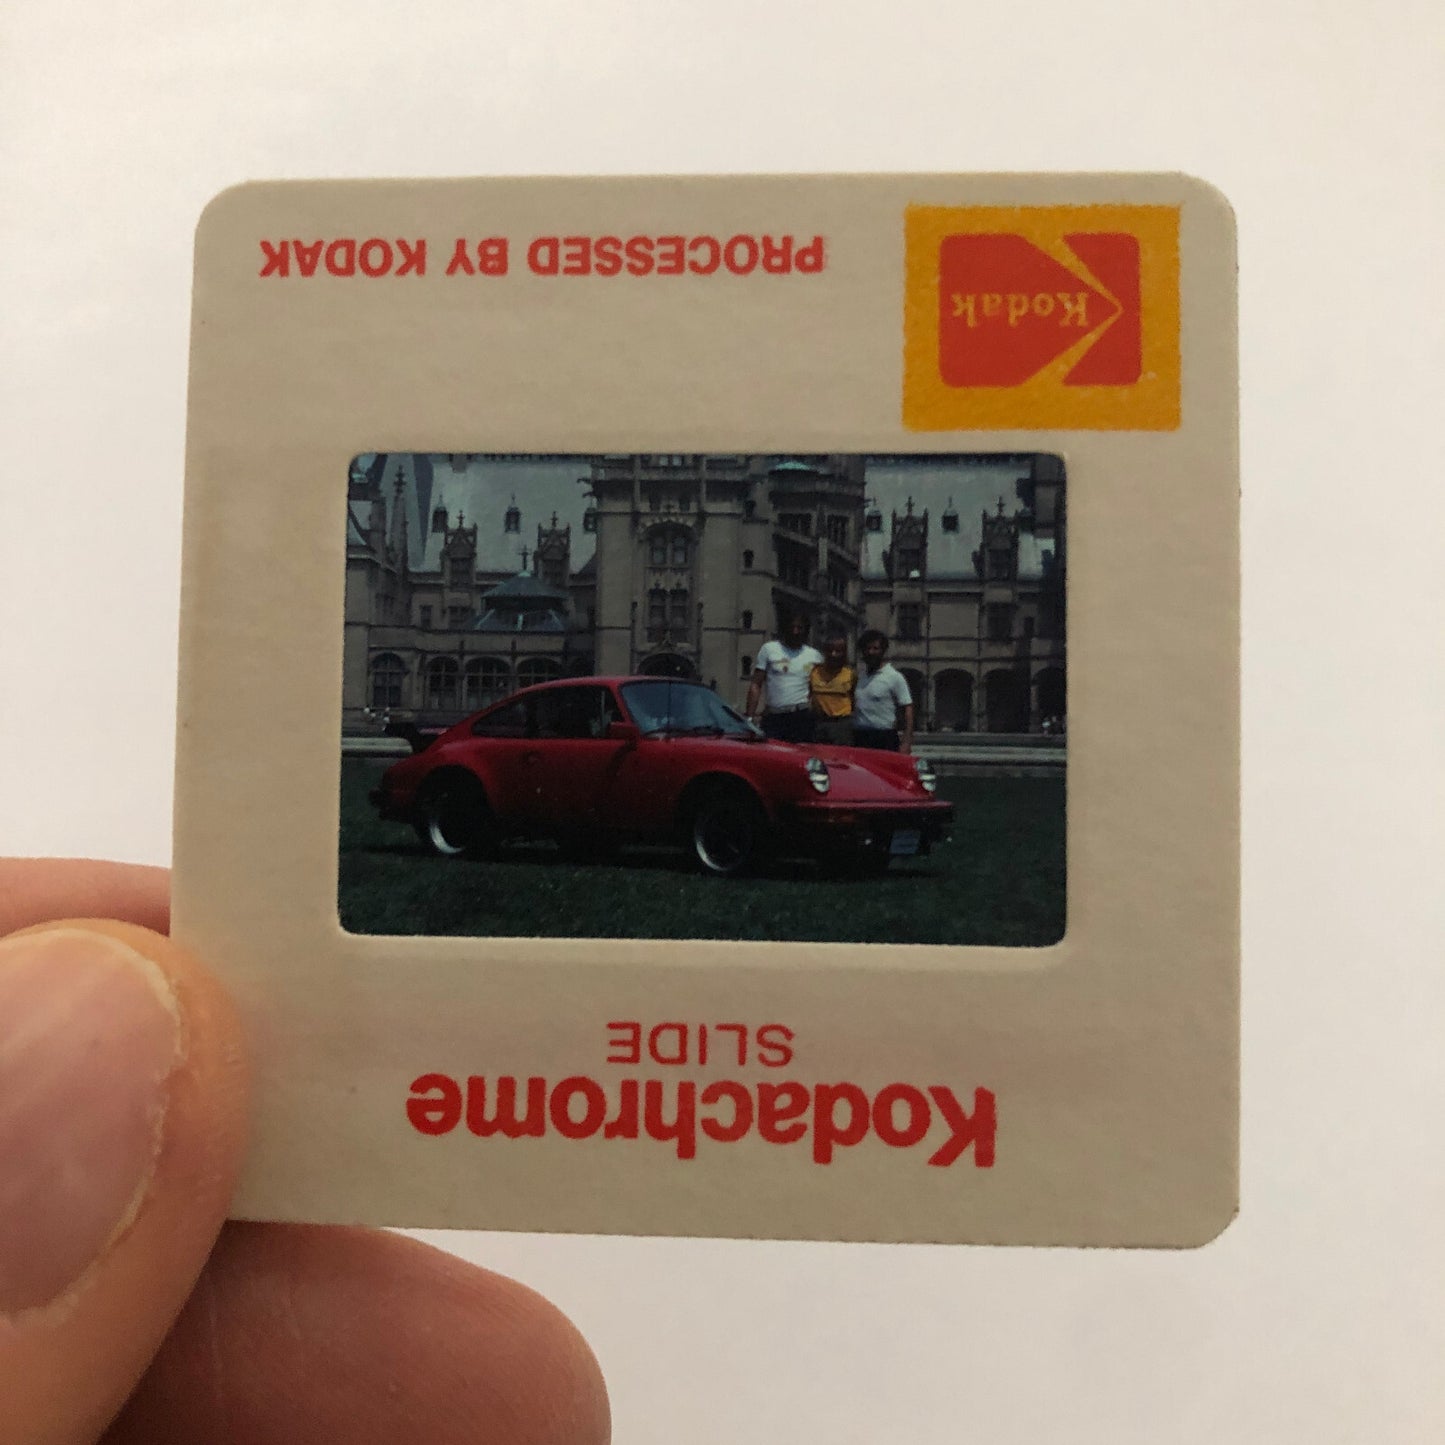 Kodachrome
SLIDE
Kodak
PROCESSED BY KODAK